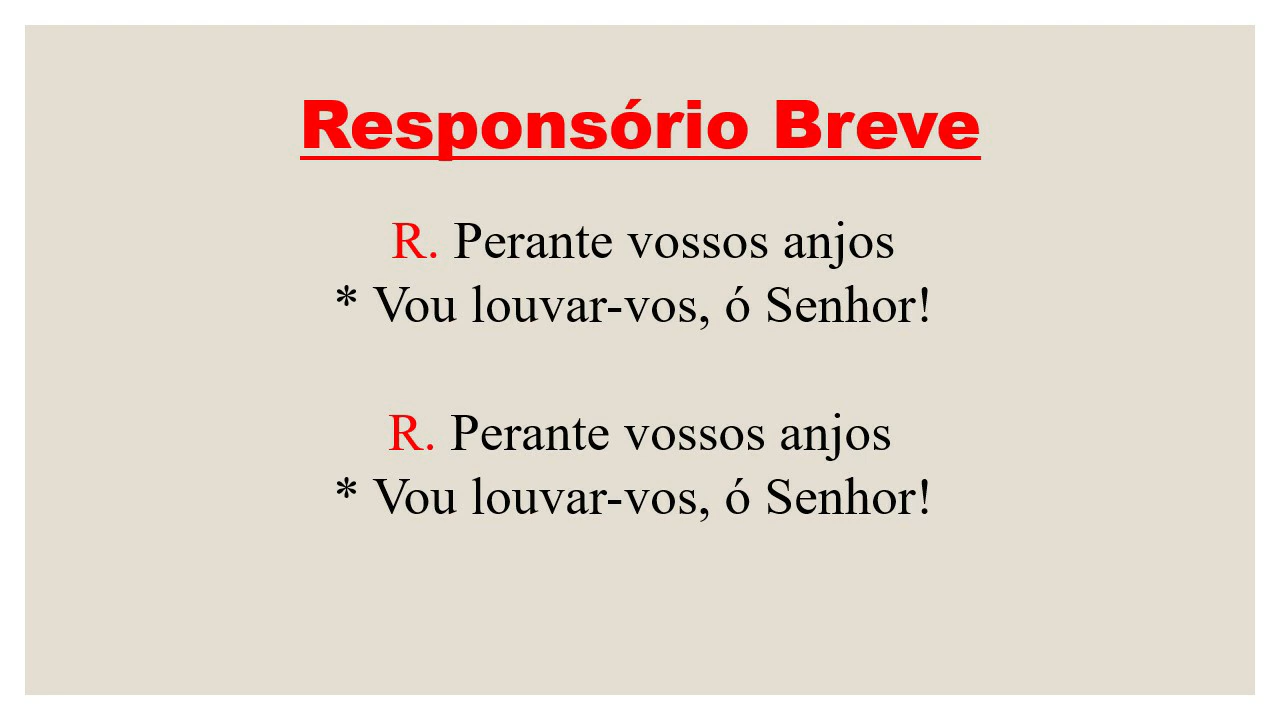 Responsório Breve
R. Perante vossos anjos
* Vou louvar-vos, ó Senhor!
R. Perante vossos anjos
* Vou louvar-vos, ó Senhor!